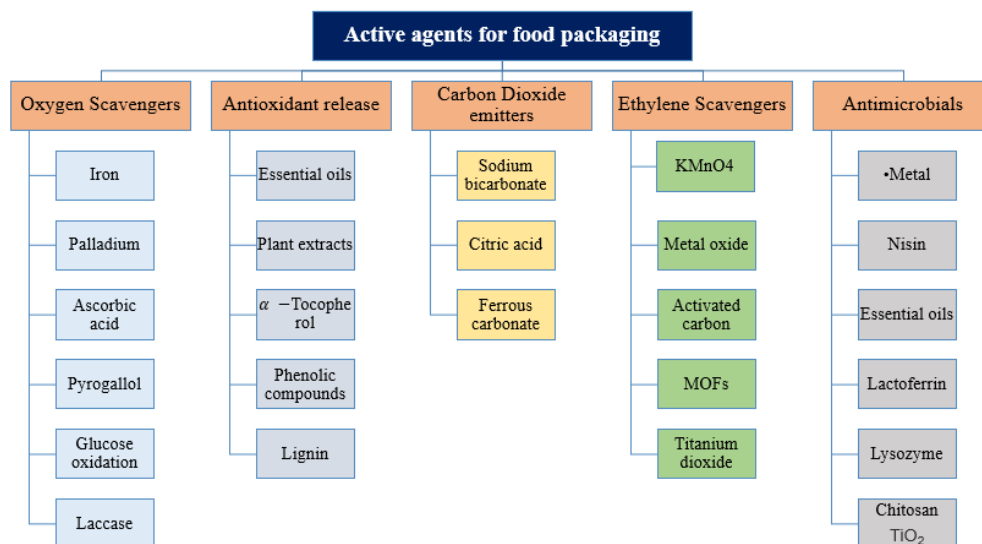 Active agents for food packaging
Oxygen Scavengers
Antioxidant release
Carbon Dioxide
emitters
Ethylene Scavengers
Antimicrobials
Iron
Palladium
Ascorbic
acid
Pyrogallol
Glucose
oxidation
Laccase
Essential oils
Plant extracts
α −Tocophe
rol
Phenolic
compounds
Lignin
Sodium
bicarbonate
Citric acid
Ferrous
carbonate
KMnO4
Metal oxide
Activated
carbon
MOFs
Titanium
dioxide
•Metal
Nisin
Essential oils
Lactoferrin
Lysozyme
Chitosan
TiO₂